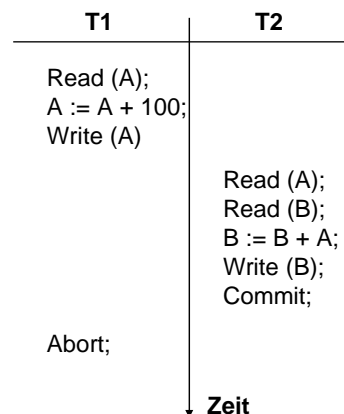 T1 T2
Read (A);
A := A + 100;
Write (A)
Read (A);
Read (B);
B := B + A;
Write (B);
Commit;
Abort;
Zeit